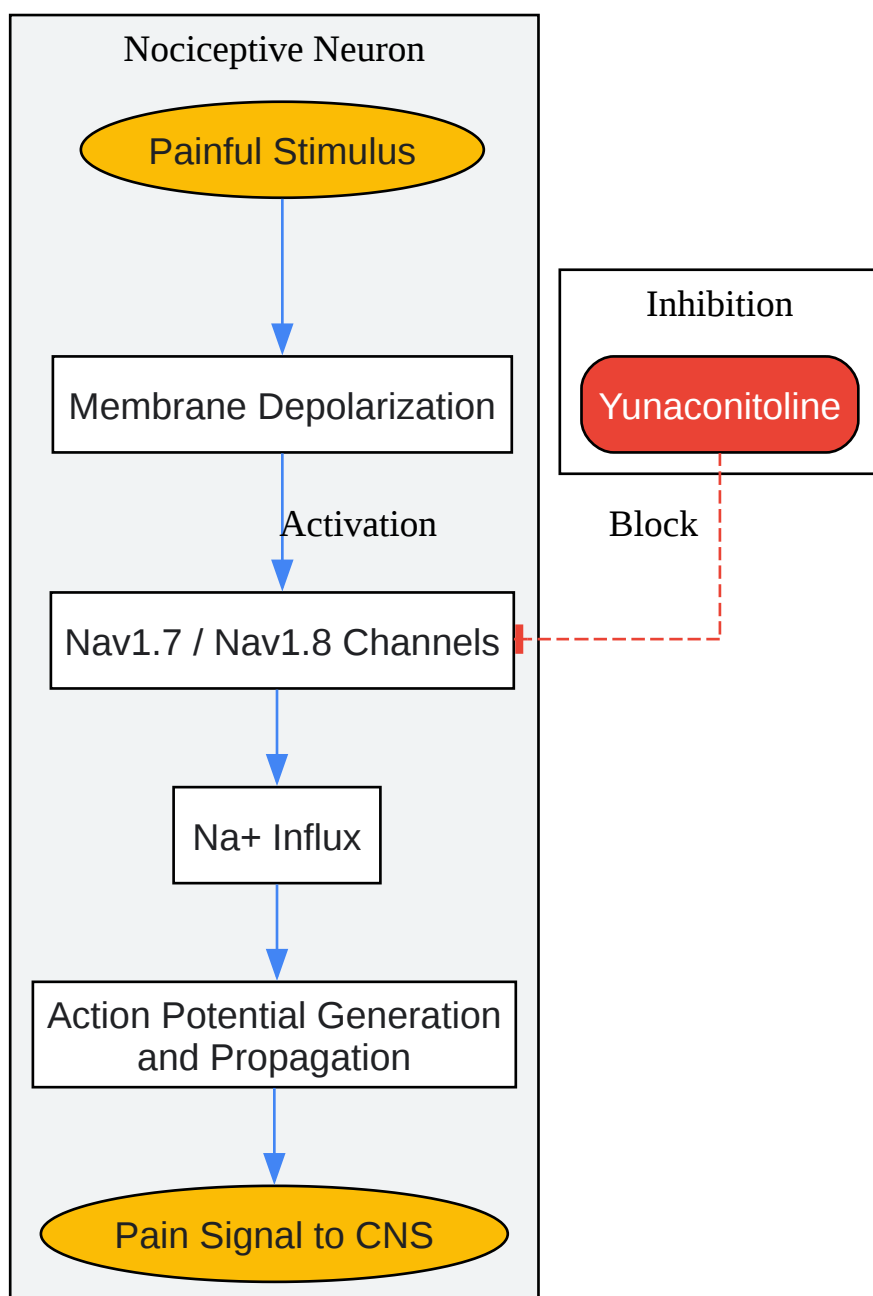 Nociceptive Neuron
Painful Stimulus
Inhibition
Membrane Depolarization
Yunaconitoline
Activation
Block
Nav1.7 / Nav1.8 Channels
Na+ Influx
Action Potential Generation
and Propagation
Pain Signal to CNS